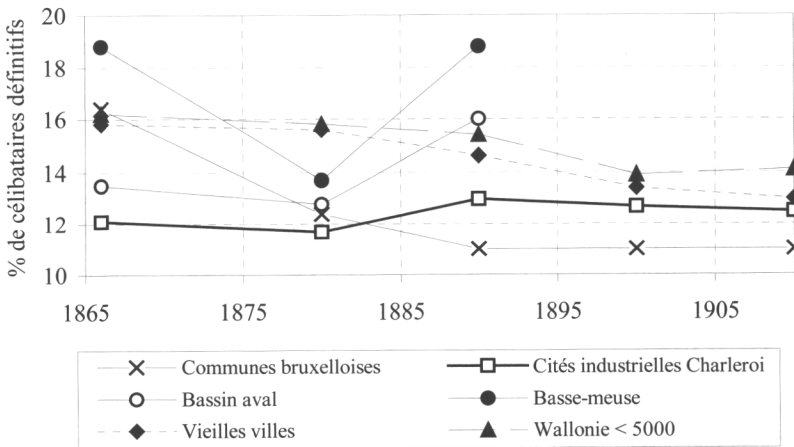 % de célibataires définitifs
20
18
16
14
12
10
1865 1875 1885 1895 1905
Communes bruxelloises Cités industrielles Charleroi
Bassin aval Basse-meuse
Vieilles villes Wallonie < 5000